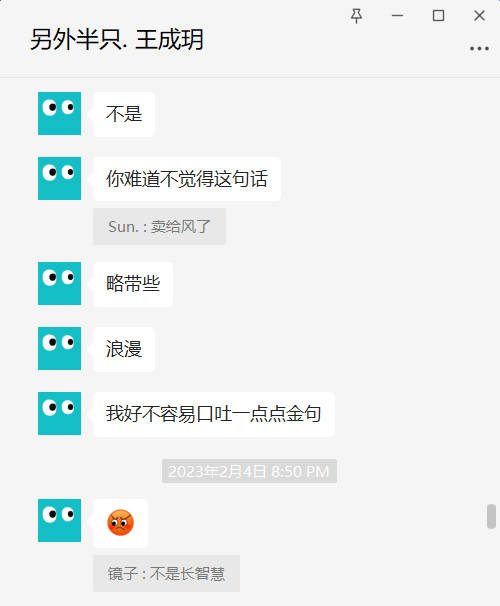 另外半只. 王成玥
不是
你难道不觉得这句话
Sun. : 卖给风了
略带些
浪漫
我好不容易口吐一点点金句
2023年2月4日 8:50 PM
镜子 : 不是长智慧